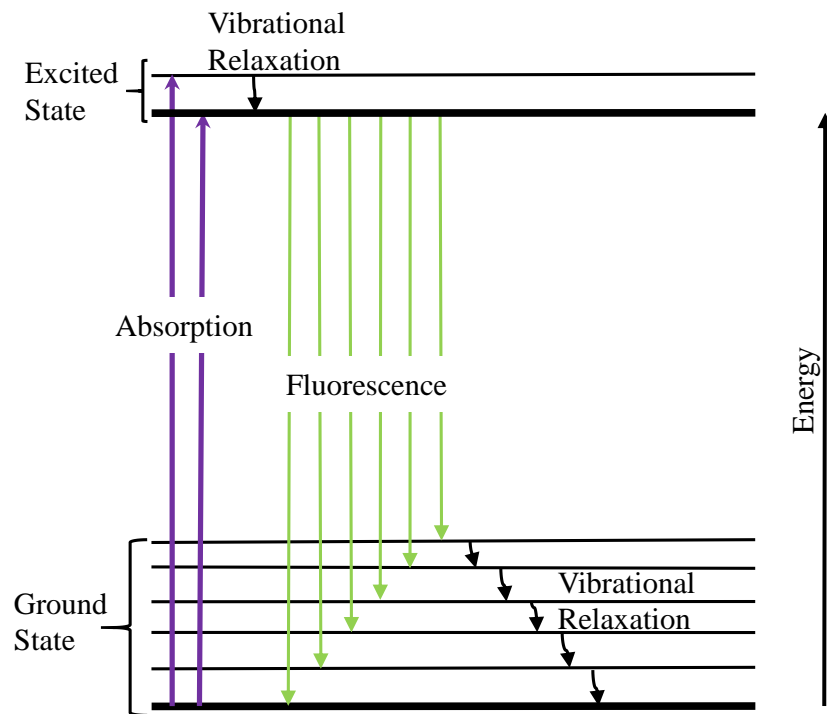 Vibrational
Relaxation
Excited
State
Absorption
Fluorescence
Energy
Vibrational
Relaxation
Ground
State